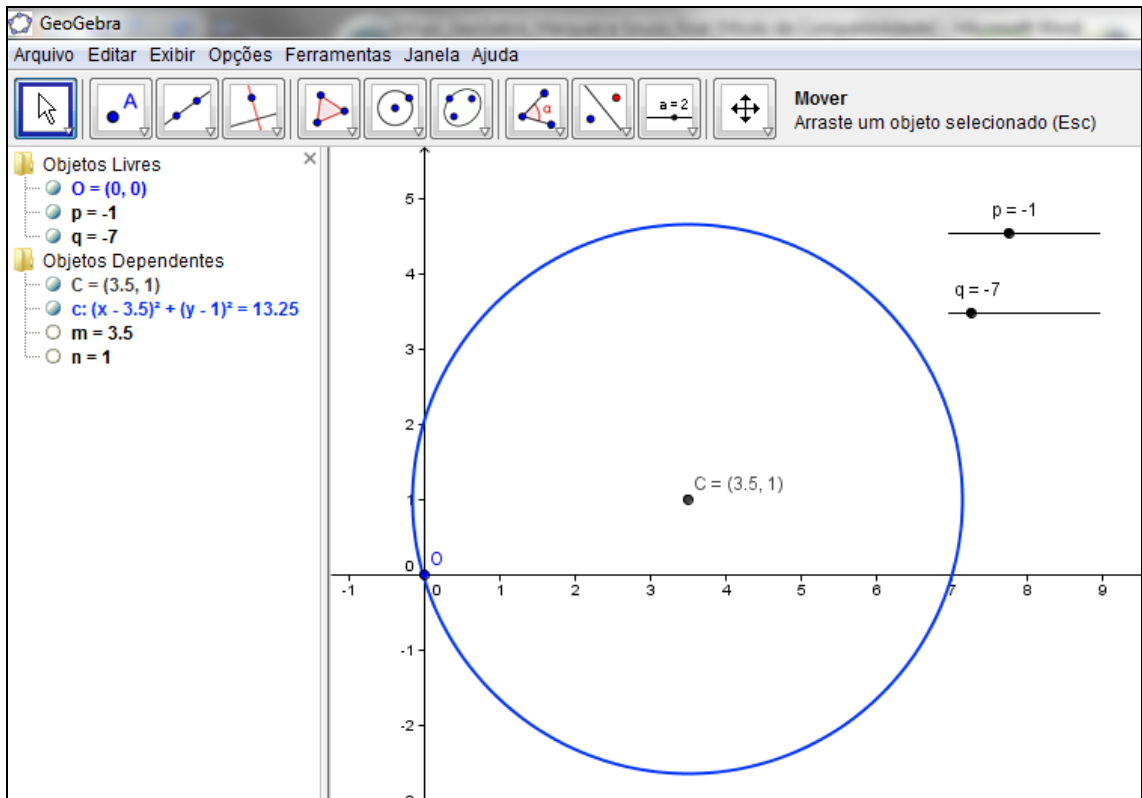 GeoGebra
Arquivo Editar Exibir Opções Ferramentas Janela Ajuda
A
α
a = 2
Mover
Arraste um objeto selecionado (Esc)
Objetos Livres
O = (0, 0)
p = -1
q = -7
Objetos Dependentes
C = (3.5, 1)
c: (x - 3.5)² + (y - 1)² = 13.25
m = 3.5
n = 1
p = -1
q = -7
5
4
3
2
1
0
-1
-2
C = (3.5, 1)
O
-1 0 1 2 3 4 5 6 7 8 9